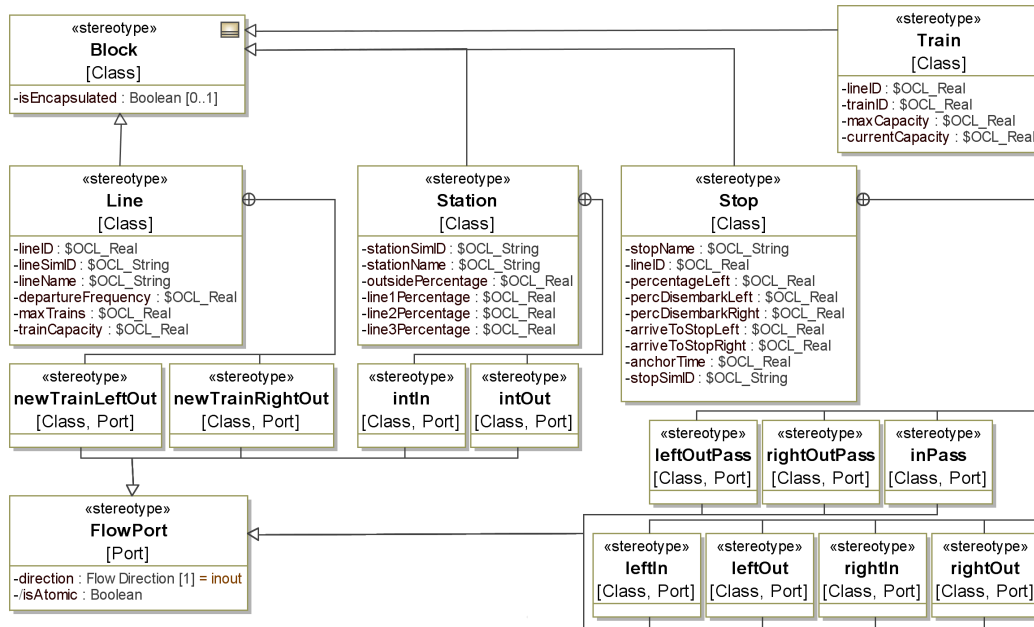 «stereotype»
Block
[Class]
-isEncapsulated : Boolean [0..1]
«stereotype»
Train
[Class]
-lineID : $OCL_Real
-trainID : $OCL_Real
-maxCapacity : $OCL_Real
-currentCapacity : $OCL_Real
«stereotype»
Line
[Class]
-lineID : $OCL_Real
-lineSimID : $OCL_String
-lineName : $OCL_String
-departureFrequency : $OCL_Real
-maxTrains : $OCL_Real
-trainCapacity : $OCL_Real
«stereotype»
Station
[Class]
-stationSimID : $OCL_String
-stationName : $OCL_String
-outsidePercentage : $OCL_Real
-line1Percentage : $OCL_Real
-line2Percentage : $OCL_Real
-line3Percentage : $OCL_Real
«stereotype»
Stop
[Class]
-stopName : $OCL_String
-lineID : $OCL_Real
-percentageLeft : $OCL_Real
-percDisembarkLeft : $OCL_Real
-percDisembarkRight : $OCL_Real
-arriveToStopLeft : $OCL_Real
-arriveToStopRight : $OCL_Real
-anchorTime : $OCL_Real
-stopSimID : $OCL_String
«stereotype»
newTrainLeftOut
[Class, Port]
«stereotype»
newTrainRightOut
[Class, Port]
«stereotype»
intIn
[Class, Port]
«stereotype»
intOut
[Class, Port]
«stereotype»
leftOutPass
[Class, Port]
«stereotype»
rightOutPass
[Class, Port]
«stereotype»
inPass
[Class, Port]
«stereotype»
FlowPort
[Port]
-direction : Flow Direction [1] = inout
-/isAtomic : Boolean
«stereotype»
leftIn
[Class, Port]
«stereotype»
leftOut
[Class, Port]
«stereotype»
rightIn
[Class, Port]
«stereotype»
rightOut
[Class, Port]